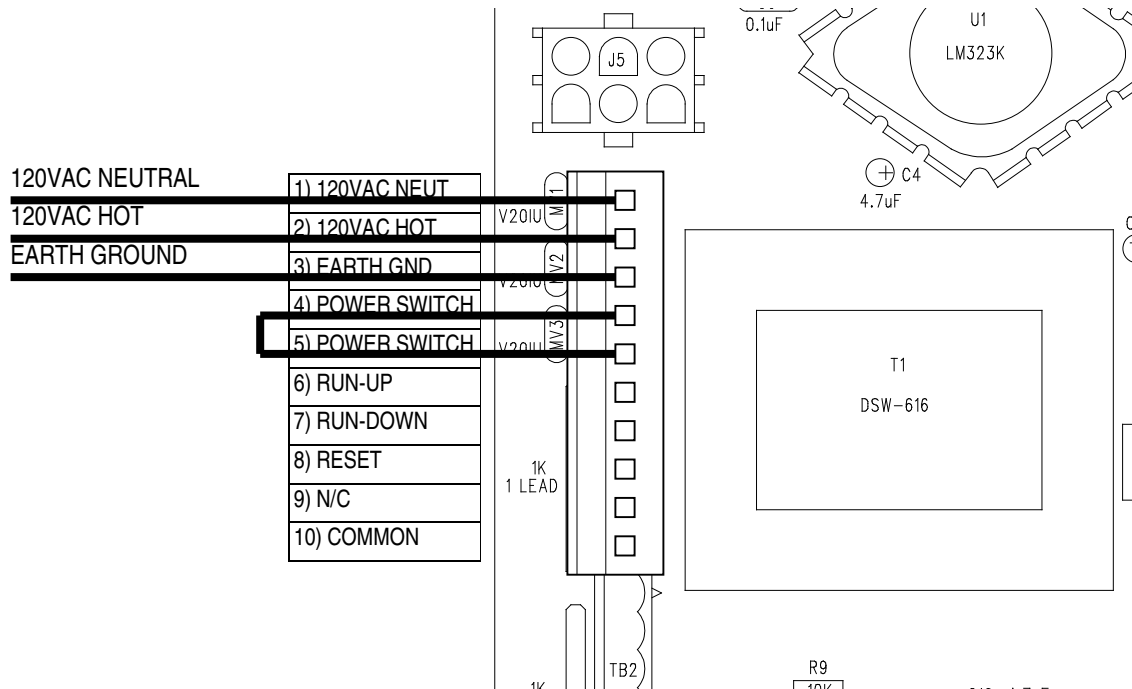 0.1uF
U1
LM323K
J5
C4
4.7uF
120VAC NEUTRAL
120VAC HOT
EARTH GROUND
1) 120VAC NEUT
2) 120VAC HOT
3) EARTH GND
4) POWER SWITCH
5) POWER SWITCH
6) RUN-UP
7) RUN-DOWN
8) RESET
9) N/C
10) COMMON
V20IU
V20IU
MV2
V20IU
MV3
1K
1 LEAD
T1
DSW-616
TB2
1K
R9
10K